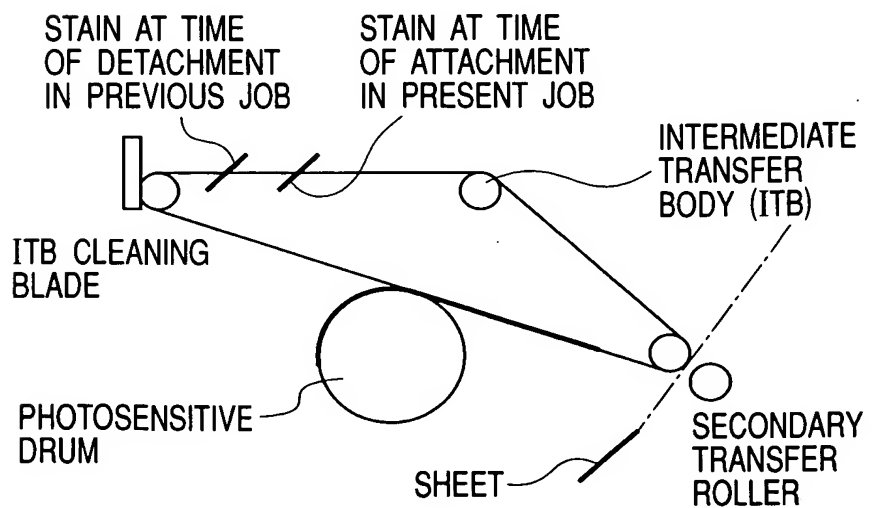 STAIN AT TIME
OF DETACHMENT
IN PREVIOUS JOB
STAIN AT TIME
OF ATTACHMENT
IN PRESENT JOB
INTERMEDIATE
TRANSFER
BODY (ITB)
ITB CLEANING
BLADE
PHOTOSENSITIVE
DRUM
SHEET
SECONDARY
TRANSFER
ROLLER